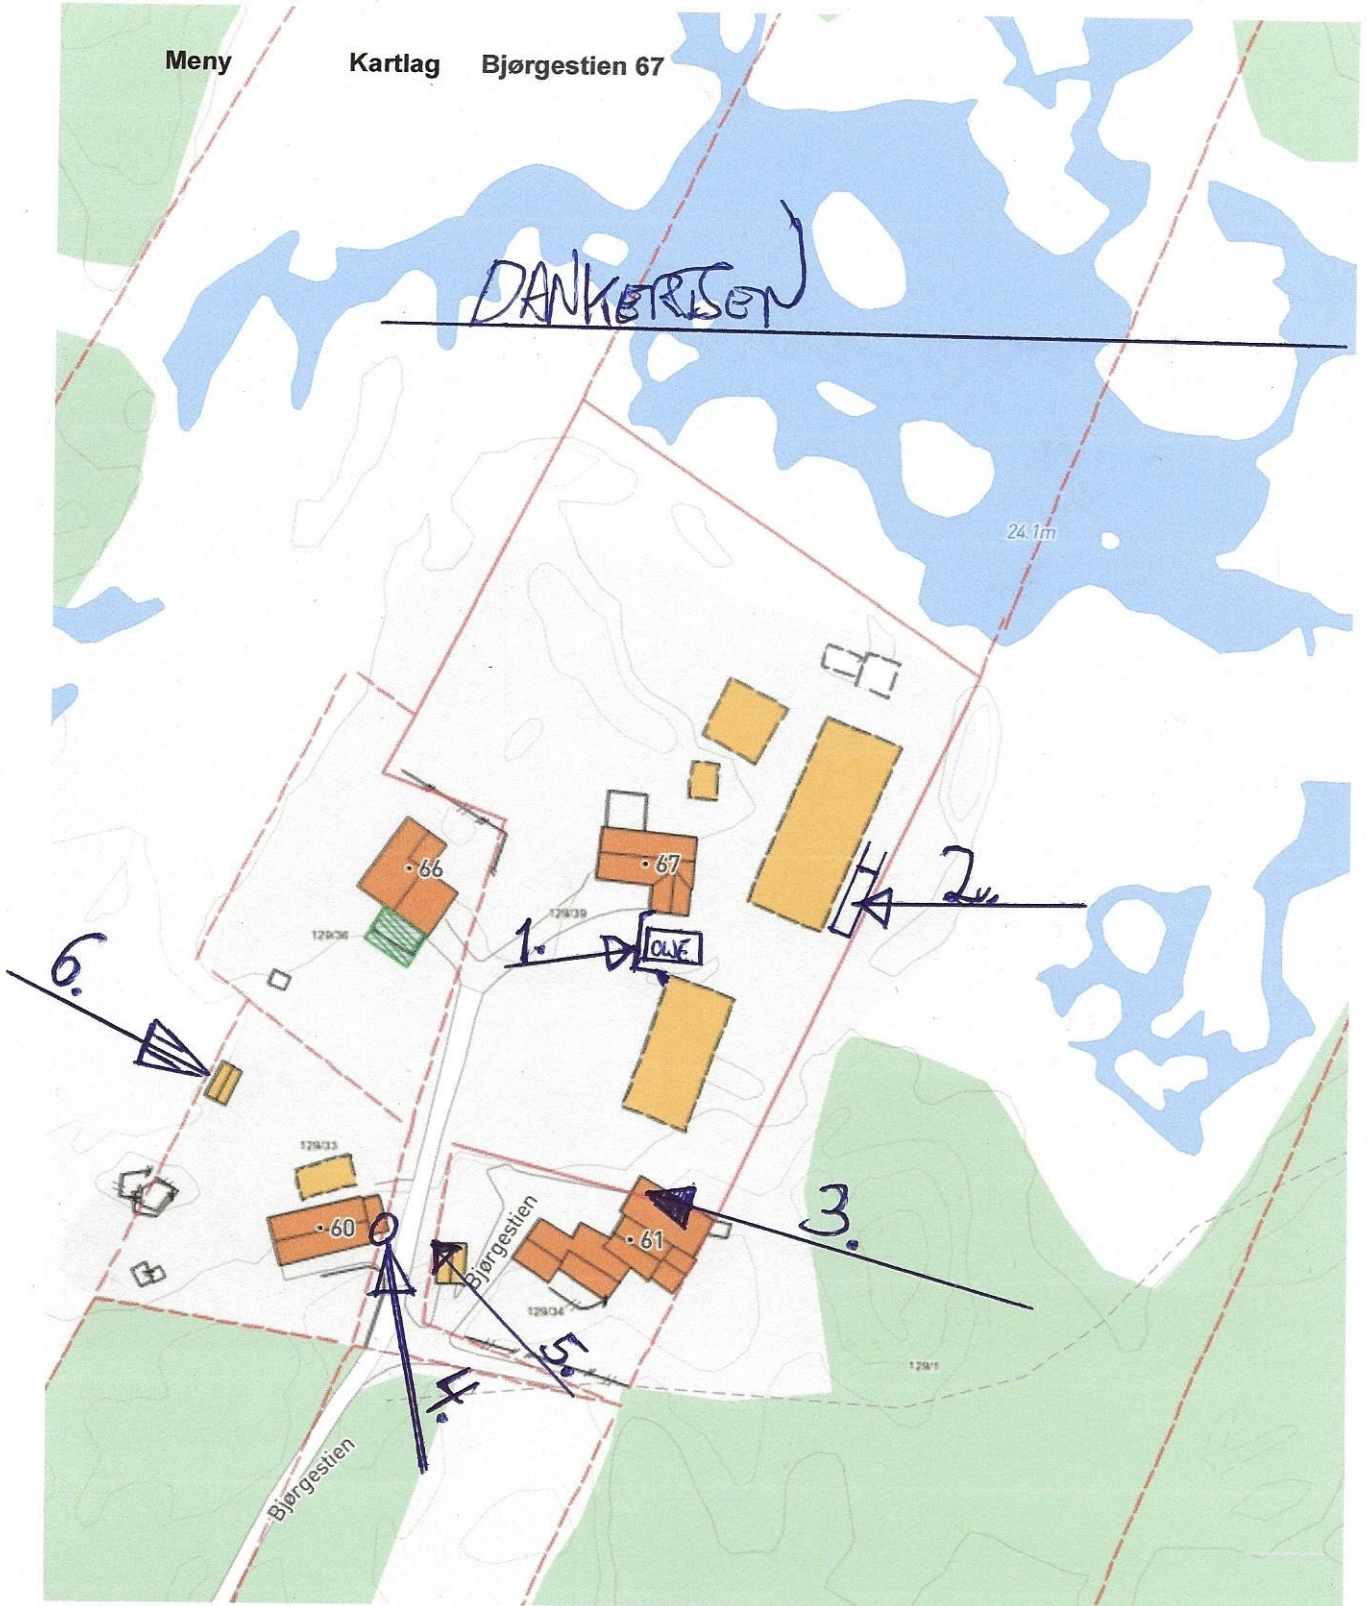 Meny Kartlag Bjørgestien 67
DANKERTSEN
24.1m
66
67
2.
129/39
129/36
1.
OWE
6.
129/33
60
Bjørgestien
61
3.
129/34
5.
129/1
4.
Bjørgestien